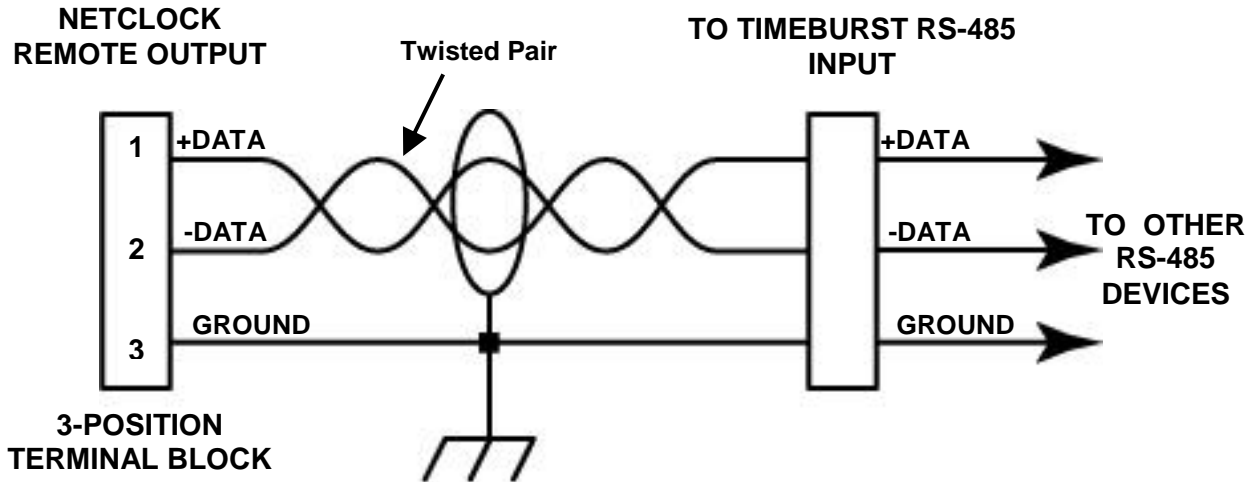 NETCLOCK
REMOTE OUTPUT
Twisted Pair
TO TIMEBURST RS-485
INPUT
1
+DATA
+DATA
2
-DATA
-DATA
TO OTHER
RS-485
DEVICES
3
GROUND
GROUND
3-POSITION
TERMINAL BLOCK